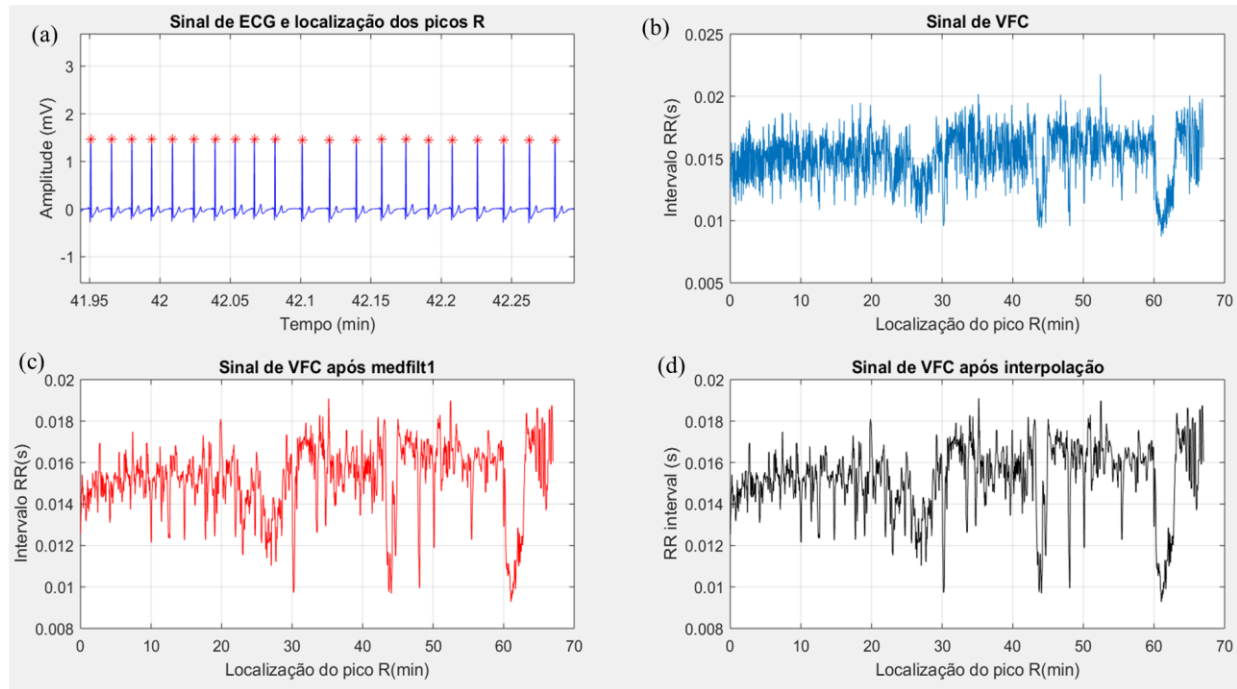 (a)
Sinal de ECG e localização dos picos R
Amplitude (mV)
3
2
1
0
-1
41.95 42 42.05 42.1 42.15 42.2 42.25
Tempo (min)
(b)
Sinal de VFC
Intervalo RR(s)
0.025
0.02
0.015
0.01
0.005
0 10 20 30 40 50 60 70
Localização do pico R(min)
(c)
Sinal de VFC após medfilt1
Intervalo RR(s)
0.02
0.018
0.016
0.014
0.012
0.01
0.008
0 10 20 30 40 50 60 70
Localização do pico R(min)
(d)
Sinal de VFC após interpolação
RR interval (s)
0.02
0.018
0.016
0.014
0.012
0.01
0.008
0 10 20 30 40 50 60 70
Localização do pico R(min)